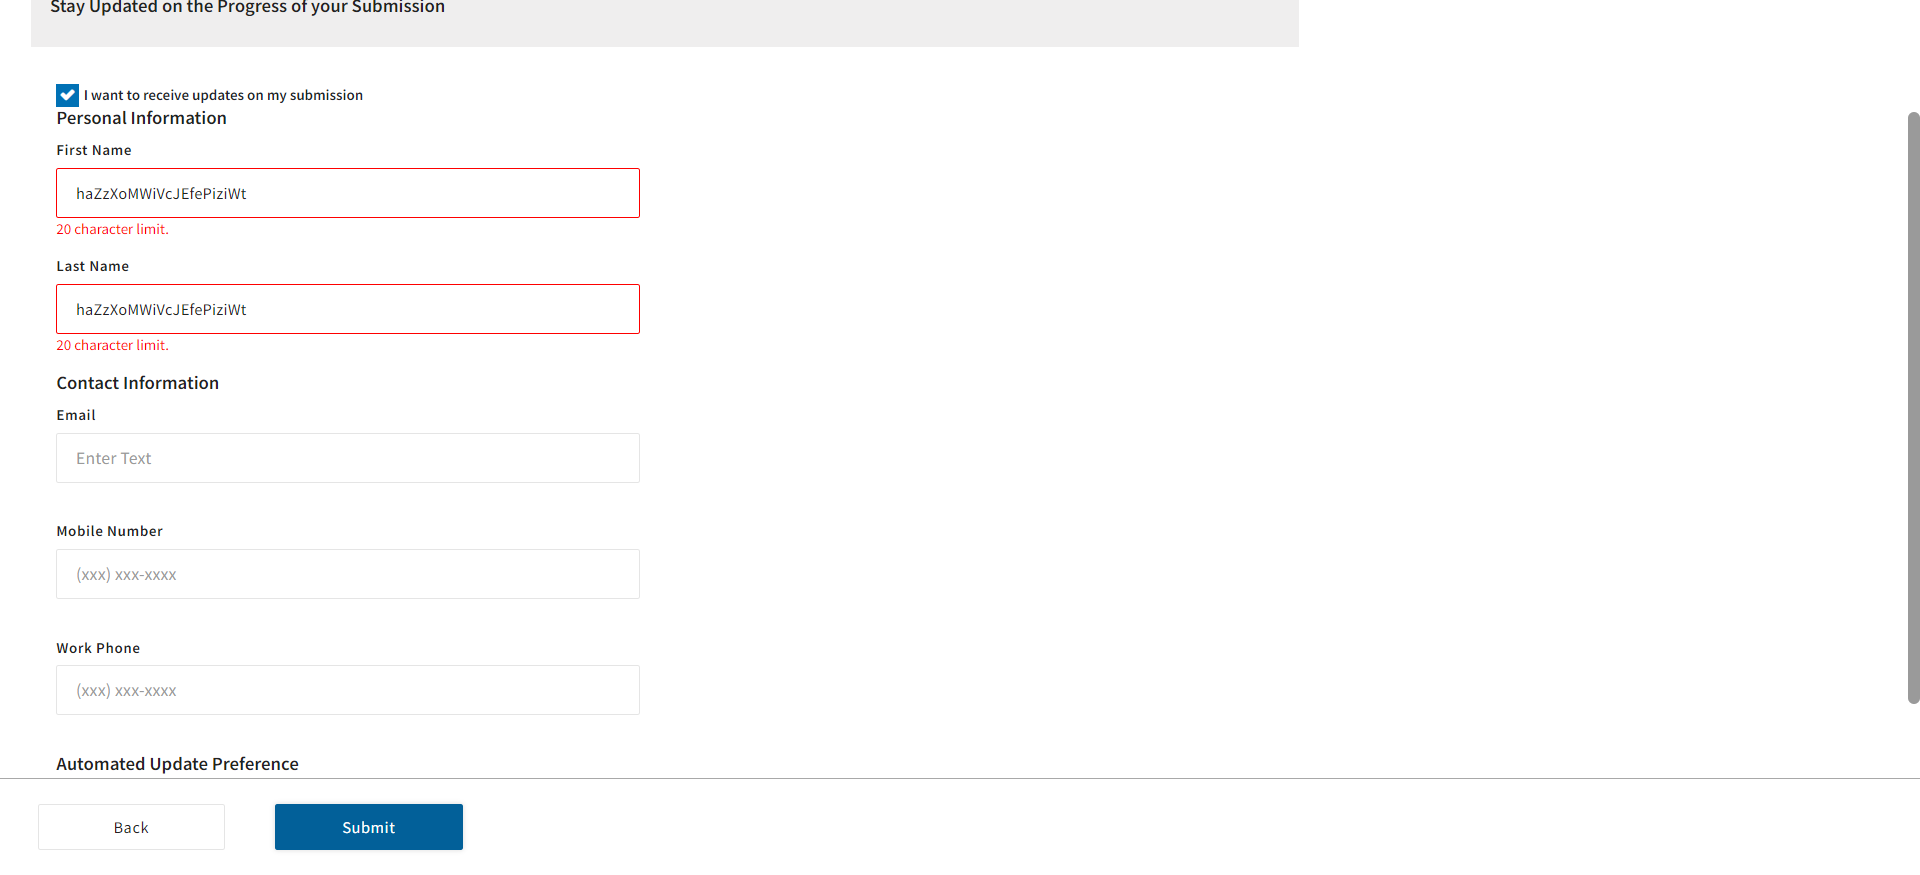 Stay Updated on the Progress of your Submission
I want to receive updates on my submission
Personal Information
First Name
haZzXoMWiVcJEfePiziWt
20 character limit.
Last Name
haZzXoMWiVcJEfePiziWt
20 character limit.
Contact Information
Email
Enter Text
Mobile Number
(xxx) xxx-xxxx
Work Phone
(xxx) xxx-xxxx
Automated Update Preference
Back
Submit